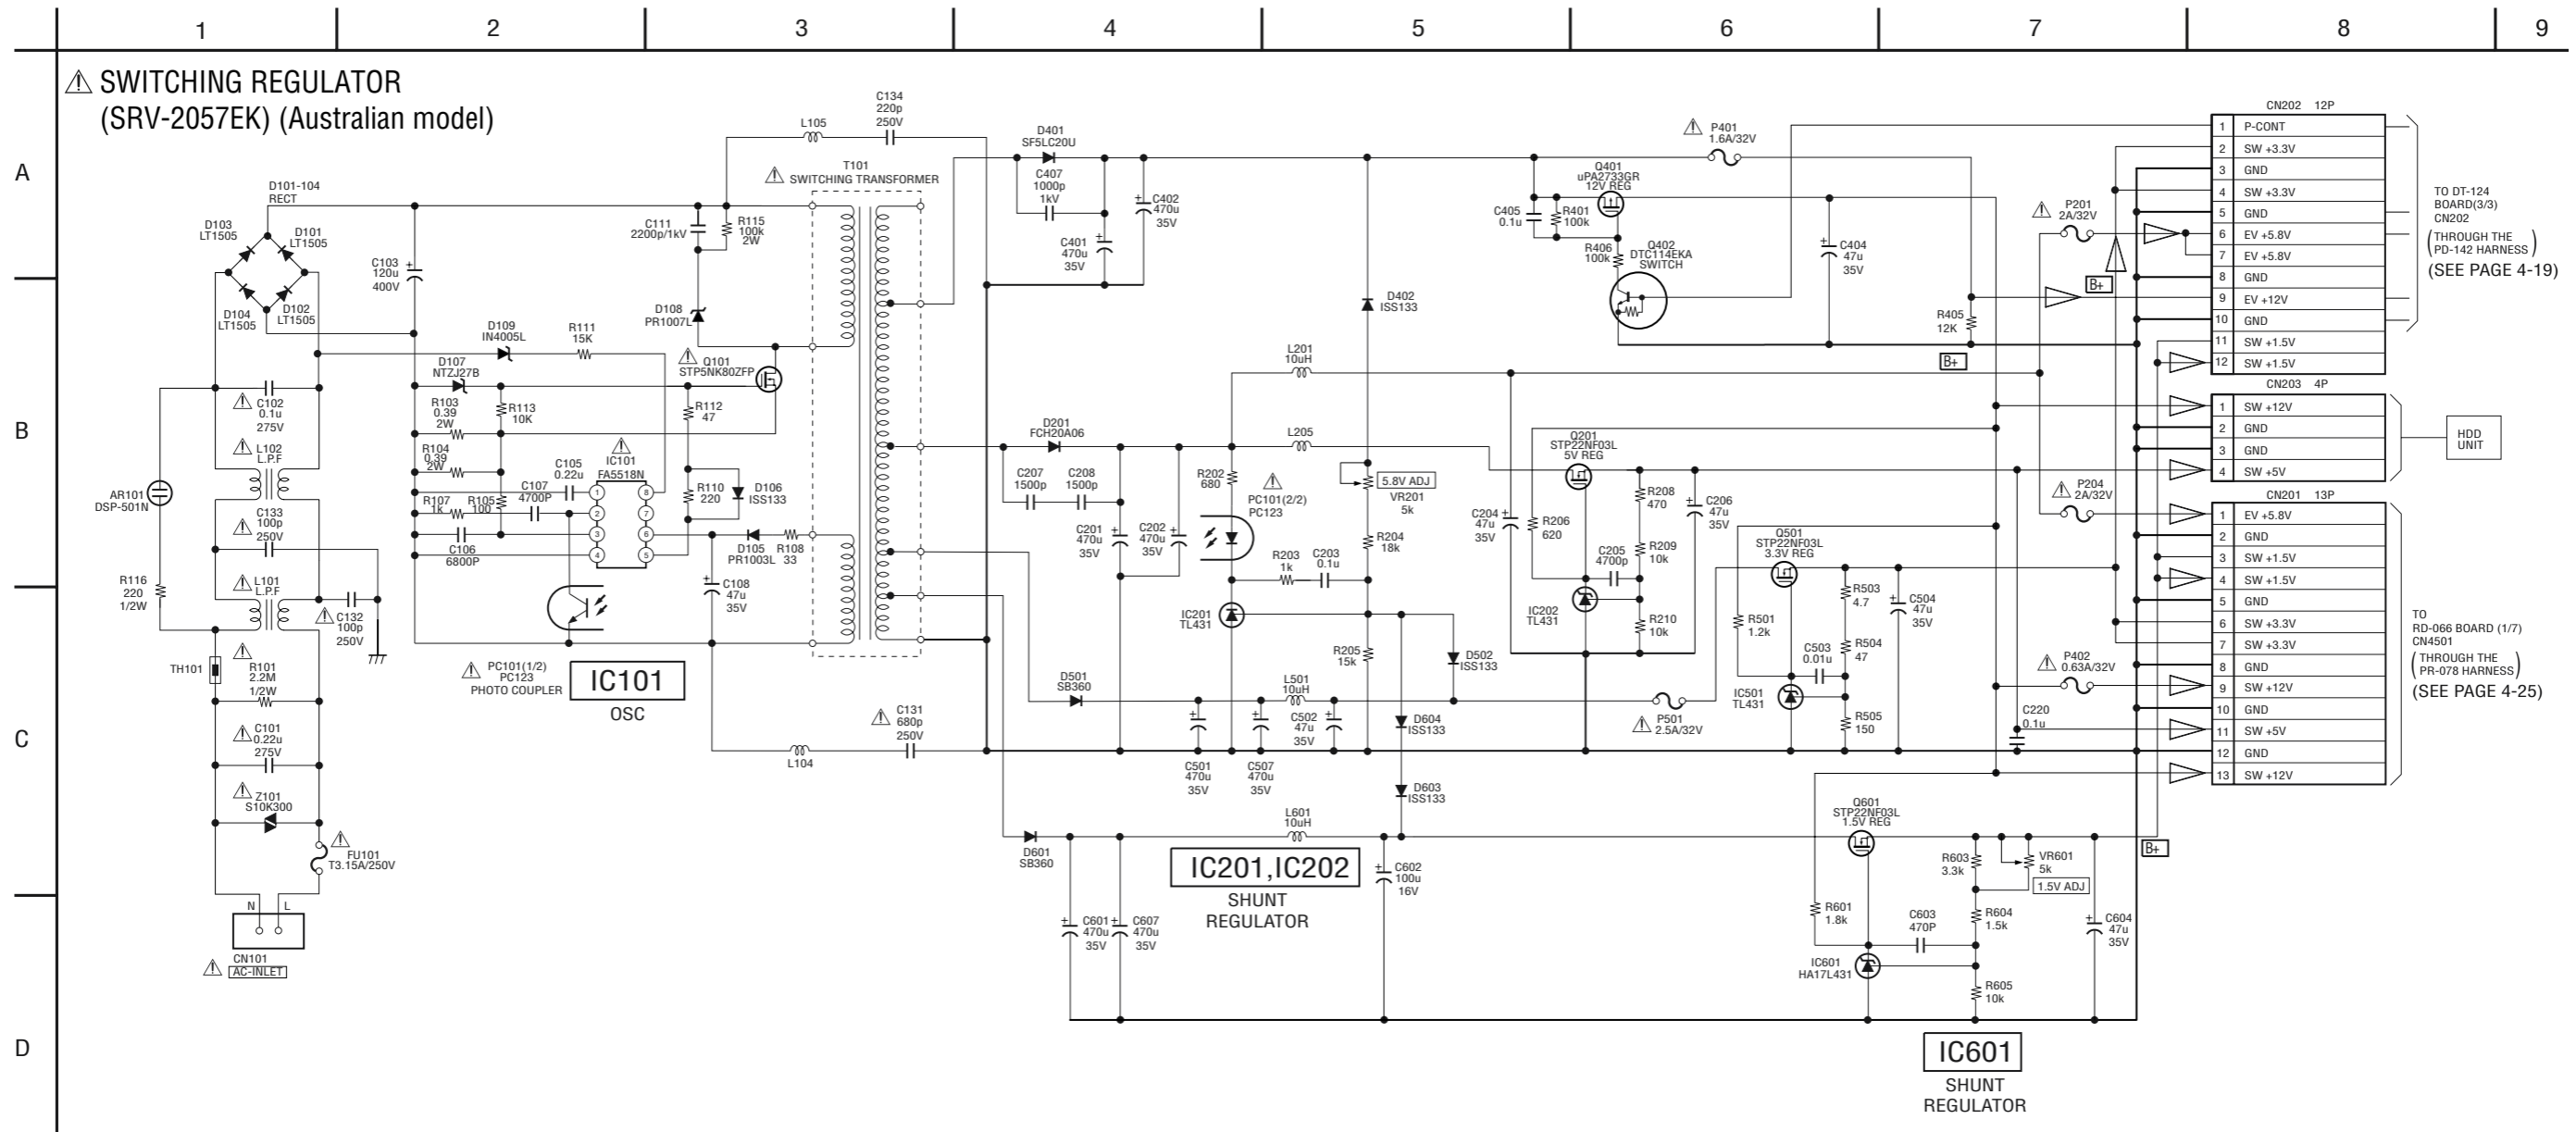 1 2 3 4 5 6 7 8 9
A
B
C
D
SWITCHING REGULATOR
(SRV-2057EK) (Australian model)
D101-104
RECT
D103
LT1505
D101
LT1505
D104
LT1505
D102
LT1505
C103
120u
400V
C102
0.1u
275V
L102
L.P.F
AR101
DSP-501N
C133
100p
250V
R116
220
1/2W
L101
L.P.F
C132
100p
250V
TH101
R101
2.2M
1/2W
C101
0.22u
275V
Z101
S10K300
FU101
T3.15A/250V
N L
CN101
AC-INLET
D109
IN4005L
R111
15K
D107
NTZJ27B
R103
0.39
2W
R113
10K
R104
0.39
2W
R107
1k
R105
100
C107
4700P
C105
0.22u
C106
6800P
IC101
FA5518N
1
2
3
4
8
7
6
5
PC101(1/2)
PC123
PHOTO COUPLER
IC101
OSC
L105
C134
220p
250V
T101
SWITCHING TRANSFORMER
C111
2200p/1kV
R115
100k
2W
D108
PR1007L
Q101
STP5NK80ZFP
R112
47
R110
220
D106
ISS133
D105
PR1003L
R108
33
C108
47u
35V
L104
C131
680p
250V
D401
SF5LC20U
C407
1000p
1kV
C402
470u
35V
C401
470u
35V
D201
FCH20A06
C207
1500p
C208
1500p
C201
470u
35V
C202
470u
35V
R202
680
PC101(2/2)
PC123
L201
10uH
L205
D402
ISS133
5.8V ADJ
VR201
5k
R204
18k
R203
1k
C203
0.1u
IC201
TL431
R205
15k
D502
ISS133
D501
SB360
L501
10uH
C501
470u
35V
C507
470u
35V
C502
47u
35V
D604
ISS133
D603
ISS133
D601
SB360
L601
10uH
IC201,IC202
SHUNT
REGULATOR
C601
470u
35V
C607
470u
35V
C602
100u
16V
P401
1.6A/32V
Q401
uPA2733GR
12V REG
C405
0.1u
R401
100k
R406
100k
Q402
DTC114EKA
SWITCH
C404
47u
35V
R405
12K
B+
Q201
STP22NF03L
5V REG
C204
47u
35V
R206
620
R208
470
C206
47u
35V
C205
4700p
R209
10k
IC202
TL431
R210
10k
Q501
STP22NF03L
3.3V REG
R501
1.2k
R503
4.7
C504
47u
35V
C503
0.01u
R504
47
IC501
TL431
R505
150
P501
2.5A/32V
Q601
STP22NF03L
1.5V REG
R603
3.3k
VR601
5k
1.5V ADJ
R601
1.8k
C603
470P
R604
1.5k
C604
47u
35V
IC601
HA17L431
R605
10k
B+
IC601
SHUNT
REGULATOR
P201
2A/32V
B+
P204
2A/32V
P402
0.63A/32V
C220
0.1u
CN202 12P
1 P-CONT
2 SW +3.3V
3 GND
4 SW +3.3V
5 GND
6 EV +5.8V
7 EV +5.8V
8 GND
9 EV +12V
10 GND
11 SW +1.5V
12 SW +1.5V
TO DT-124
BOARD(3/3)
CN202
(THROUGH THE
PD-142 HARNESS)
(SEE PAGE 4-19)
CN203 4P
1 SW +12V
2 GND
3 GND
4 SW +5V
HDD
UNIT
CN201 13P
1 EV +5.8V
2 GND
3 SW +1.5V
4 SW +1.5V
5 GND
6 SW +3.3V
7 SW +3.3V
8 GND
9 SW +12V
10 GND
11 SW +5V
12 GND
13 SW +12V
TO
RD-066 BOARD (1/7)
CN4501
(THROUGH THE
PR-078 HARNESS)
(SEE PAGE 4-25)